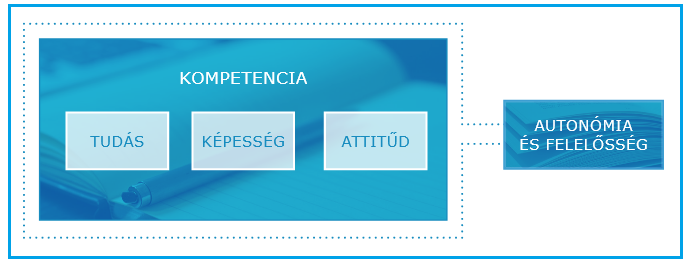 KOMPETENCIA
TUDÁS
KÉPESSÉG
ATTITŰD
AUTONÓMIA
ÉS FELELŐSSÉG